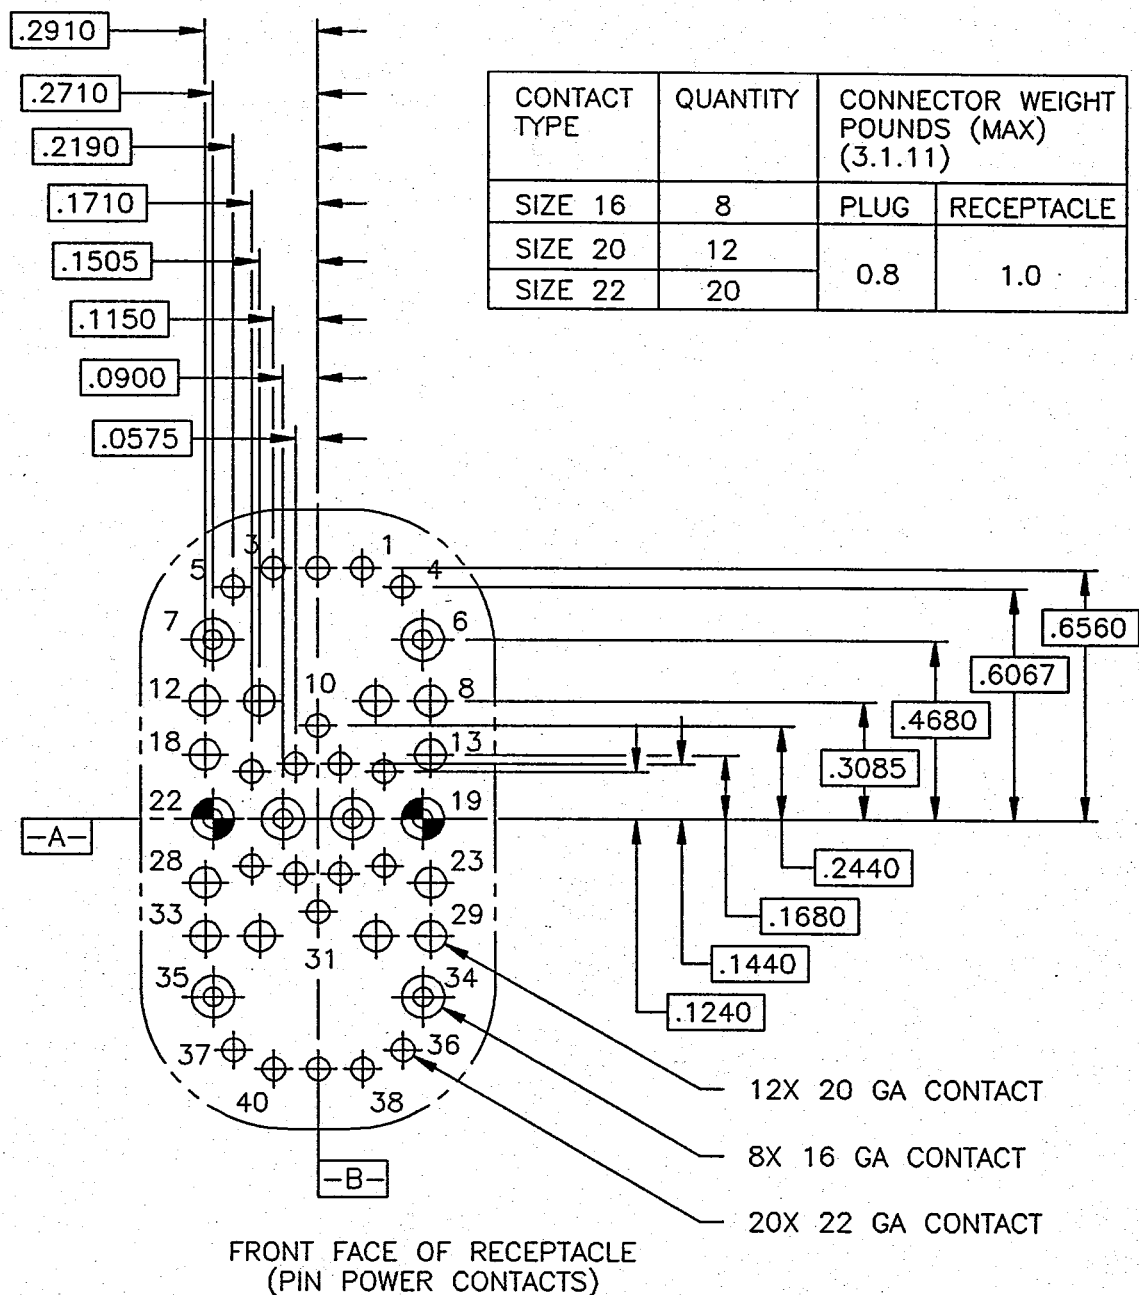 .2910
.2710
.2190
.1710
.1505
.1150
.0900
.0575
CONTACT TYPE QUANTITY CONNECTOR WEIGHT POUNDS (MAX) (3.1.11)
SIZE 16 8 PLUG RECEPTACLE
SIZE 20 12 0.8 1.0
SIZE 22 20
3 1
5 4
7 6
12 10 8
18 13
22 19
-A-
28 23
33 29
31
35 34
37 36
40 38
-B-
.6560
.6067
.4680
.3085
.2440
.1680
.1440
.1240
12X 20 GA CONTACT
8X 16 GA CONTACT
20X 22 GA CONTACT
FRONT FACE OF RECEPTACLE
(PIN POWER CONTACTS)